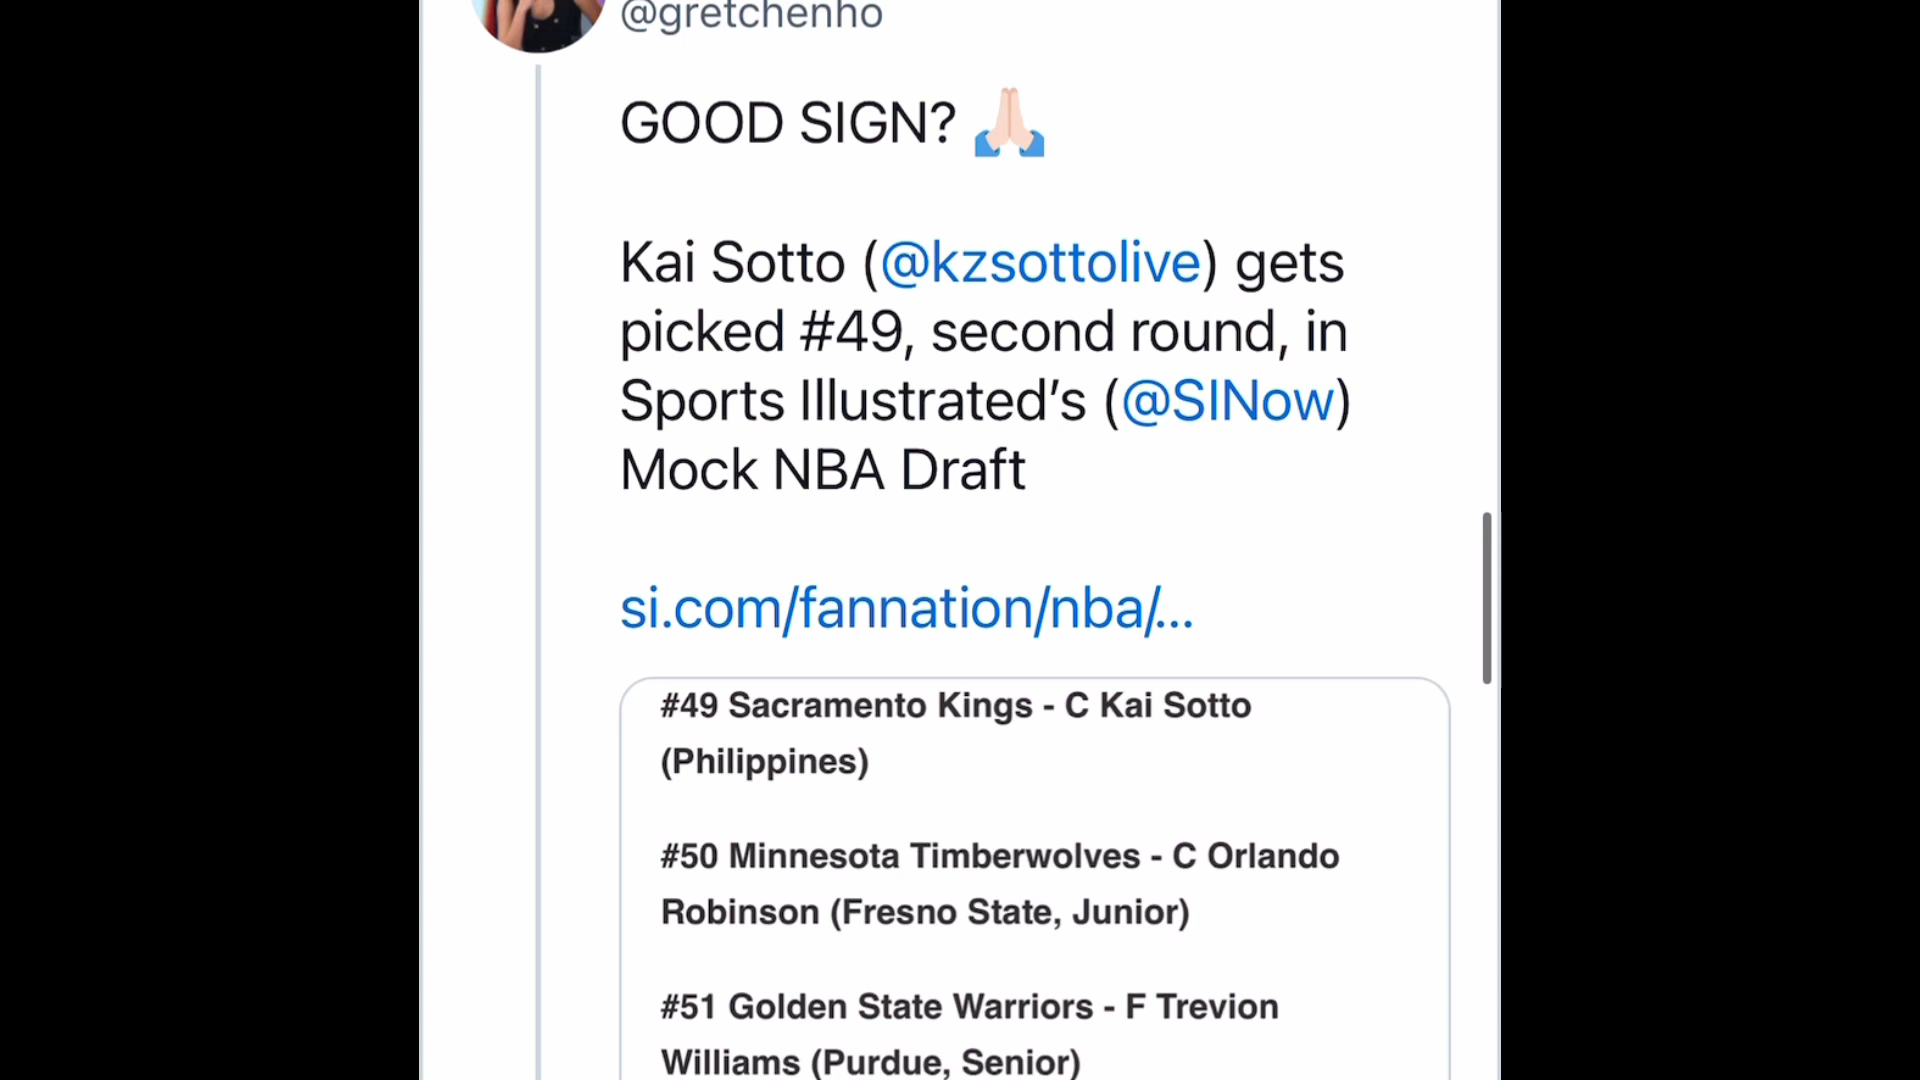 @gretchenho
GOOD SIGN? 🙏🏻
Kai Sotto (@kzsottolive) gets
picked #49, second round, in
Sports Illustrated’s (@SINow)
Mock NBA Draft
si.com/fannation/nba/...
#49 Sacramento Kings - C Kai Sotto
(Philippines)
#50 Minnesota Timberwolves - C Orlando
Robinson (Fresno State, Junior)
#51 Golden State Warriors - F Trevion
Williams (Purdue, Senior)